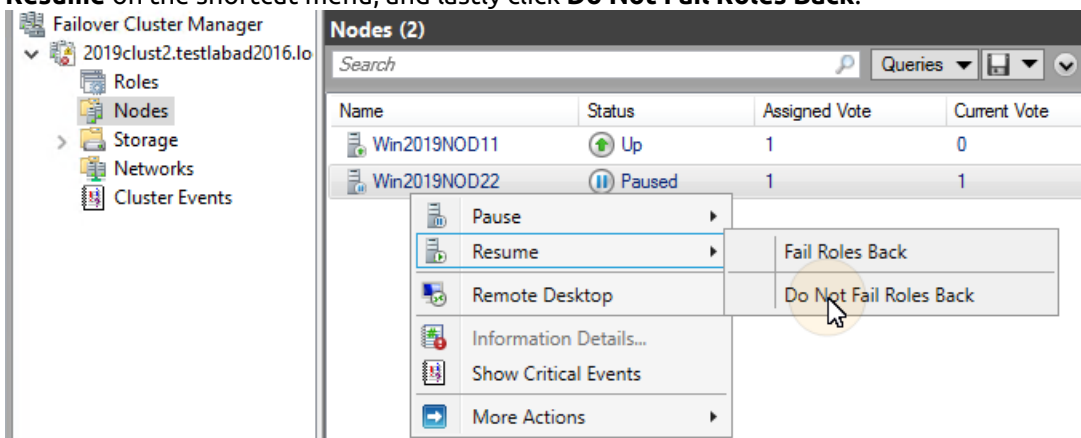 Resume on the shortcut menu, and lastly click Do Not Fail Roles Back.
Failover Cluster Manager
2019clust2.testlabad2016.lo
Roles
Nodes
Storage
Networks
Cluster Events
Nodes (2)
Search
Queries
Name Status Assigned Vote Current Vote
Win2019NOD11 Up 1 0
Win2019NOD22 Paused 1 1
Pause
Resume
Remote Desktop
Information Details...
Show Critical Events
More Actions
Fail Roles Back
Do Not Fail Roles Back